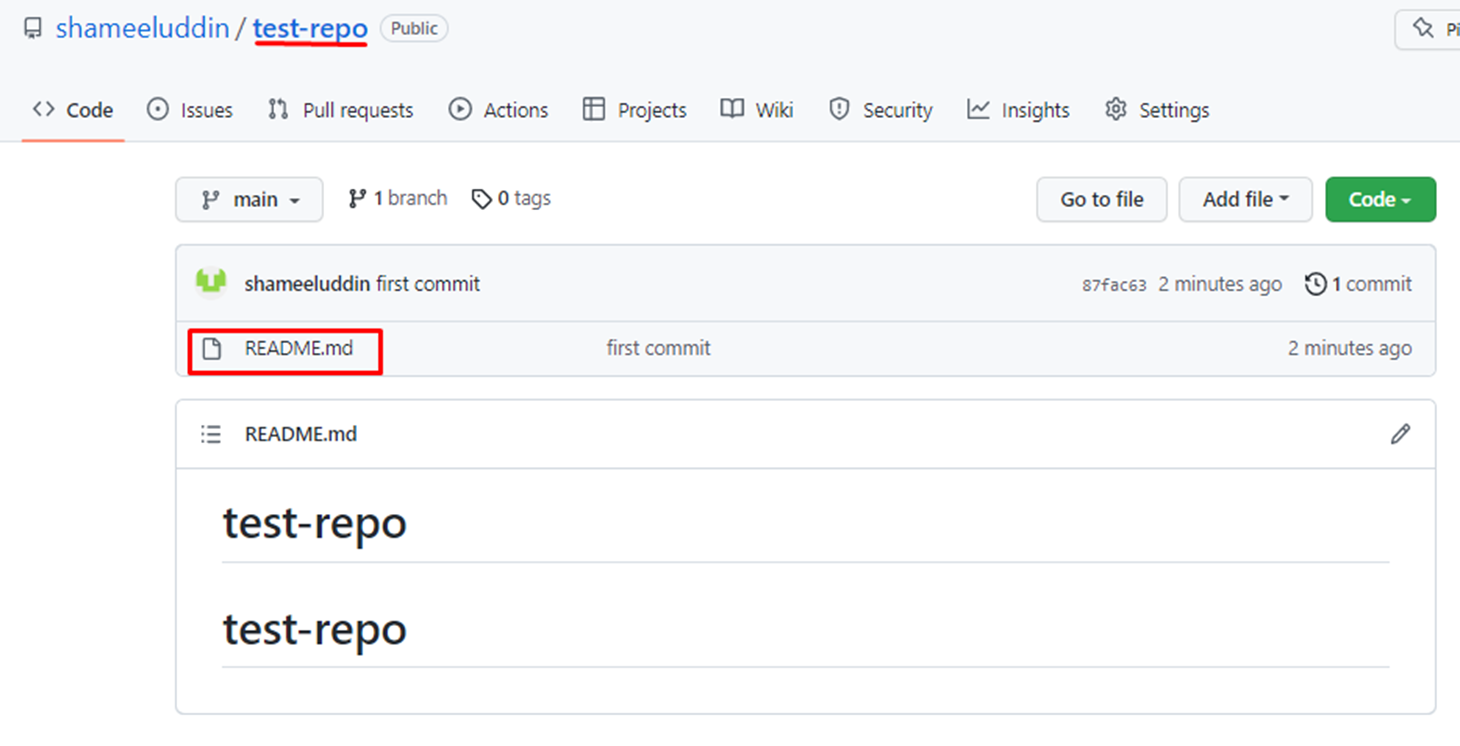 shameeluddin / test-repo Public
Code Issues Pull requests Actions Projects Wiki Security Insights Settings
main 1 branch 0 tags Go to file Add file Code
shameeluddin first commit 87fac63 2 minutes ago 1 commit
README.md first commit 2 minutes ago
README.md
test-repo
test-repo